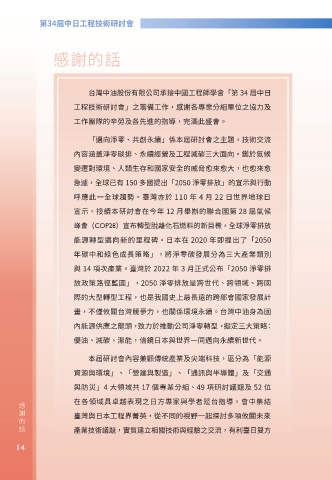 第34屆中日工程技術研討會
感謝的話
台灣中油股份有限公司承接中國工程師學會「第 34 屆中日
工程技術研討會」之籌備工作，感謝各專業分組單位之協力及
工作團隊的辛勞及各先進的指導，完滿此盛會。
「邁向淨零、共創永續」係本屆研討會之主題，技術交流
內容涵蓋淨零碳排、永續經營及工程減碳三大面向。鑑於氣候
變遷對環境、人類生存和國家安全的威脅愈來愈大，也愈來愈
急遽，全球已有 150 多國提出「2050 淨零排放」的宣示與行動
呼應此一全球趨勢。臺灣亦於 110 年 4 月 22 日世界地球日
宣示。接續本研討會在今年 12 月舉辦的聯合國第 28 屆氣候
峰會（COP28）宣布轉型脫離化石燃料的新目標，全球淨零排放
能源轉型邁向新的里程碑。日本在 2020 年即提出了「2050
年碳中和綠色成長策略」，將淨零碳發展分為三大產業類別
與 14 項次產業。臺灣於 2022 年 3 月正式公布「2050 淨零排
放政策路徑藍圖」，2050 淨零排放是跨世代、跨領域、跨國
際的大型轉型工程，也是我國史上最長遠的跨部會國家發展計
畫，不僅攸關台灣競爭力，也關係環境永續。台灣中油身為國
內能源供應之龍頭，致力於推動公司淨零轉型，擬定三大策略：
優油、減碳、潔能，偕鏡日本與世界一同邁向永續新世代。
本屆研討會內容兼顧傳統產業及尖端科技，區分為「能源
資源與環境」、「營建與製造」、「通訊與半導體」及「交通
與防災」4 大領域共 17 個專業分組、49 項研討議題及 52 位
在各領域具卓越表現之日方專家與學者蒞台指導。會中集結
臺灣與日本工程界菁英，從不同的視野一起探討多項攸關未來
產業技術議題，實質建立相關技術與經驗之交流，有利臺日雙方
感謝的話
14